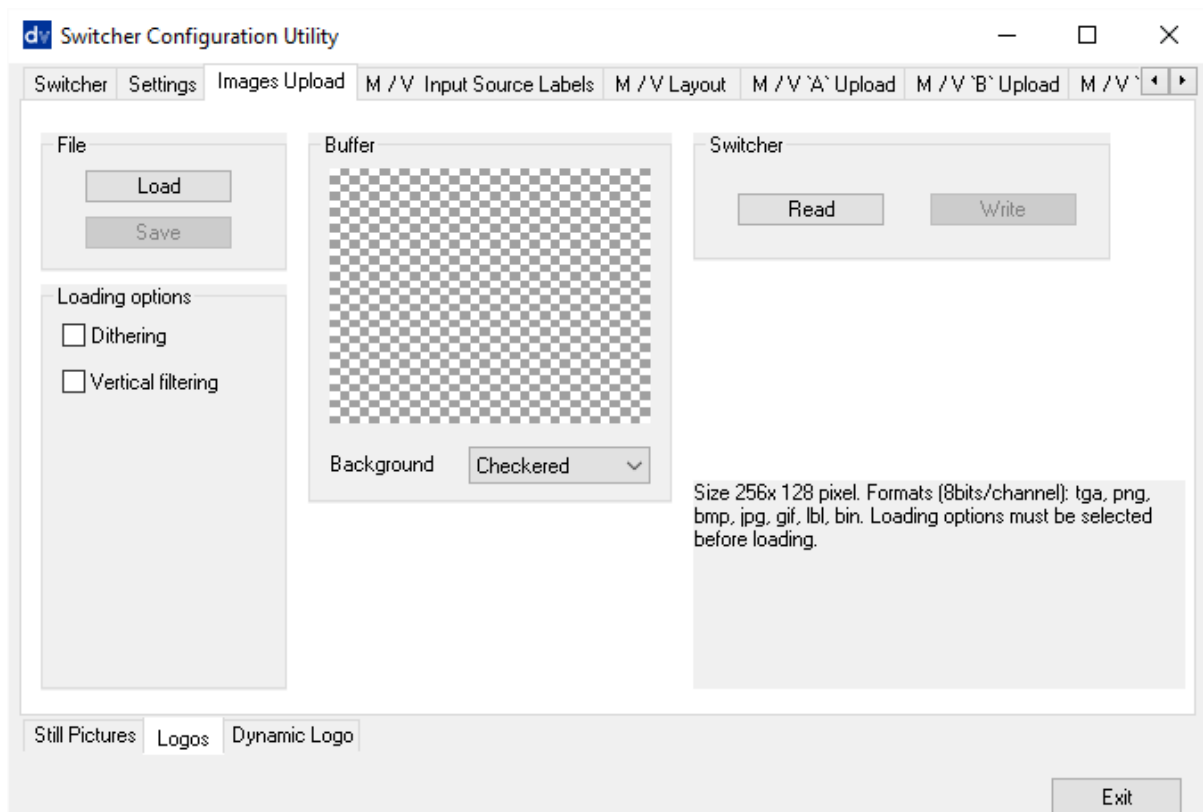 dv Switcher Configuration Utility
Switcher Settings Images Upload M / V Input Source Labels M / V Layout M / V `A` Upload M / V `B` Upload M / V `
File Buffer Switcher
Load
Save
Read Write
Loading options
Dithering
Vertical filtering
Background Checkered
Size 256x 128 pixel. Formats (8bits/channel): tga, png,
bmp, jpg, gif, lbl, bin. Loading options must be selected
before loading.
Still Pictures Logos Dynamic Logo
Exit